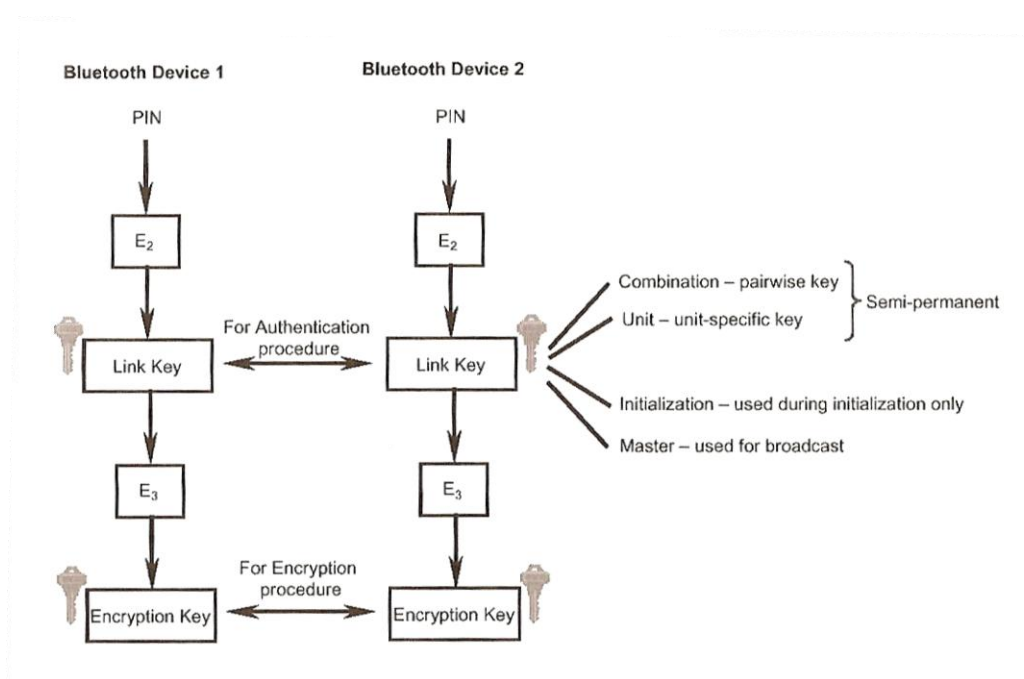 Bluetooth Device 1
Bluetooth Device 2
PIN
PIN
E2
E2
Combination – pairwise key
Semi-permanent
Unit – unit-specific key
For Authentication
procedure
Link Key
Link Key
Initialization – used during initialization only
Master – used for broadcast
E3
E3
For Encryption
procedure
Encryption Key
Encryption Key